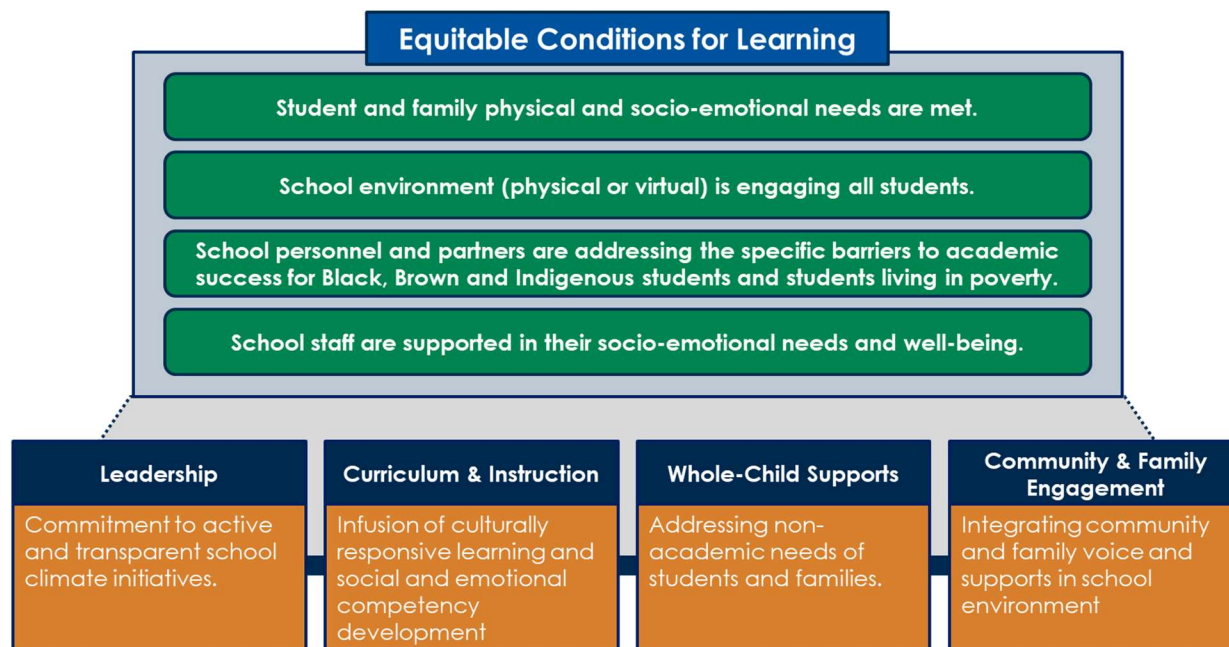 Equitable Conditions for Learning
Student and family physical and socio-emotional needs are met.
School environment (physical or virtual) is engaging all students.
School personnel and partners are addressing the specific barriers to academic
success for Black, Brown and Indigenous students and students living in poverty.
School staff are supported in their socio-emotional needs and well-being.
Leadership
Commitment to active
and transparent school
climate initiatives.
Curriculum & Instruction
Infusion of culturally
responsive learning and
social and emotional
competency
development
Whole-Child Supports
Addressing non-
academic needs of
students and families.
Community & Family
Engagement
Integrating community
and family voice and
supports in school
environment